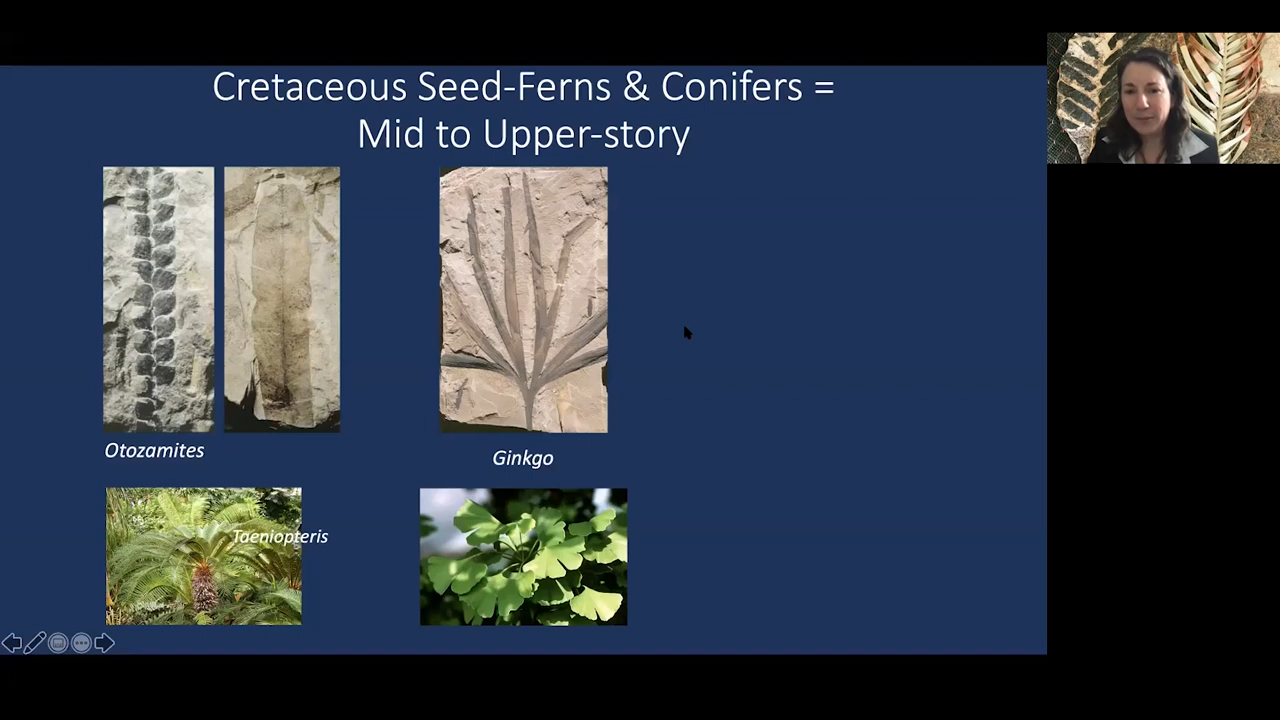 Cretaceous Seed-Ferns & Conifers =
Mid to Upper-story
Otozamites
Ginkgo
Taeniopteris